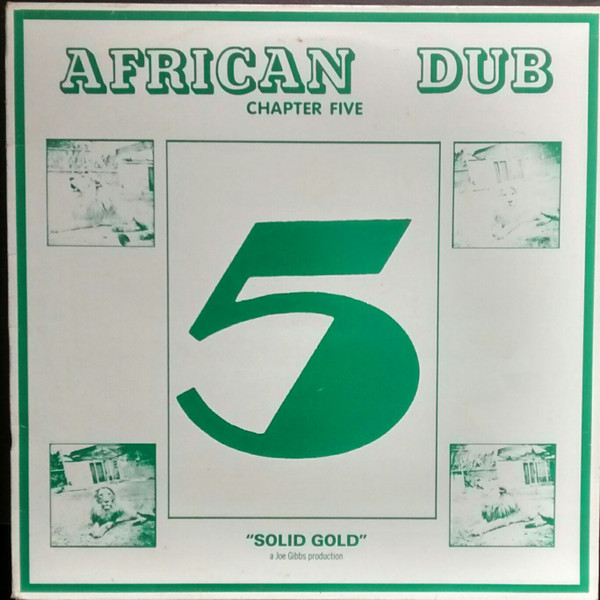 AFRICAN DUB
CHAPTER FIVE
5
"SOLID GOLD"
a Joe Gibbs production